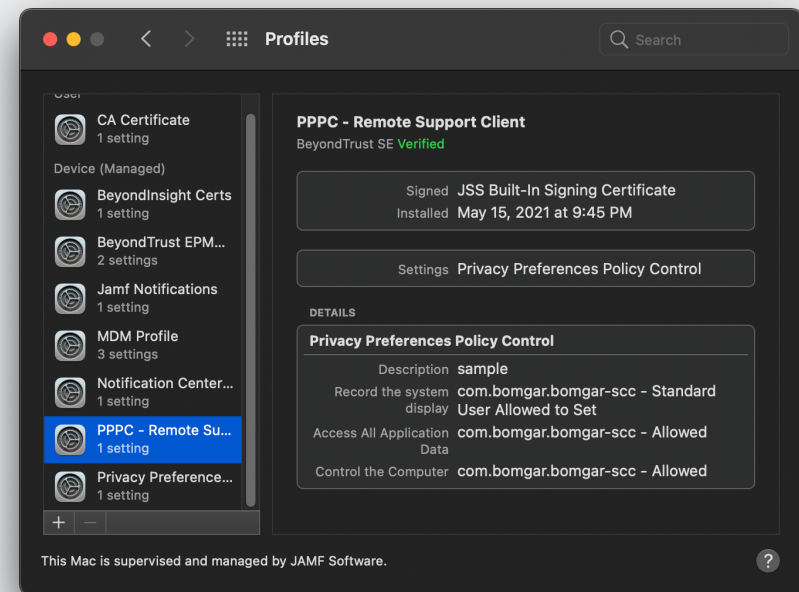 Profiles
Search
User
CA Certificate
1 setting
Device (Managed)
BeyondInsight Certs
1 setting
BeyondTrust EPM...
2 settings
Jamf Notifications
1 setting
MDM Profile
3 settings
Notification Center...
1 setting
PPPC - Remote Su...
1 setting
Privacy Preference...
1 setting
PPPC - Remote Support Client
BeyondTrust SE Verified
Signed JSS Built-In Signing Certificate
Installed May 15, 2021 at 9:45 PM
Settings Privacy Preferences Policy Control
DETAILS
Privacy Preferences Policy Control
Description sample
Record the system com.bomgar.bomgar-scc - Standard
display User Allowed to Set
Access All Application com.bomgar.bomgar-scc - Allowed
Data
Control the Computer com.bomgar.bomgar-scc - Allowed
This Mac is supervised and managed by JAMF Software.
?